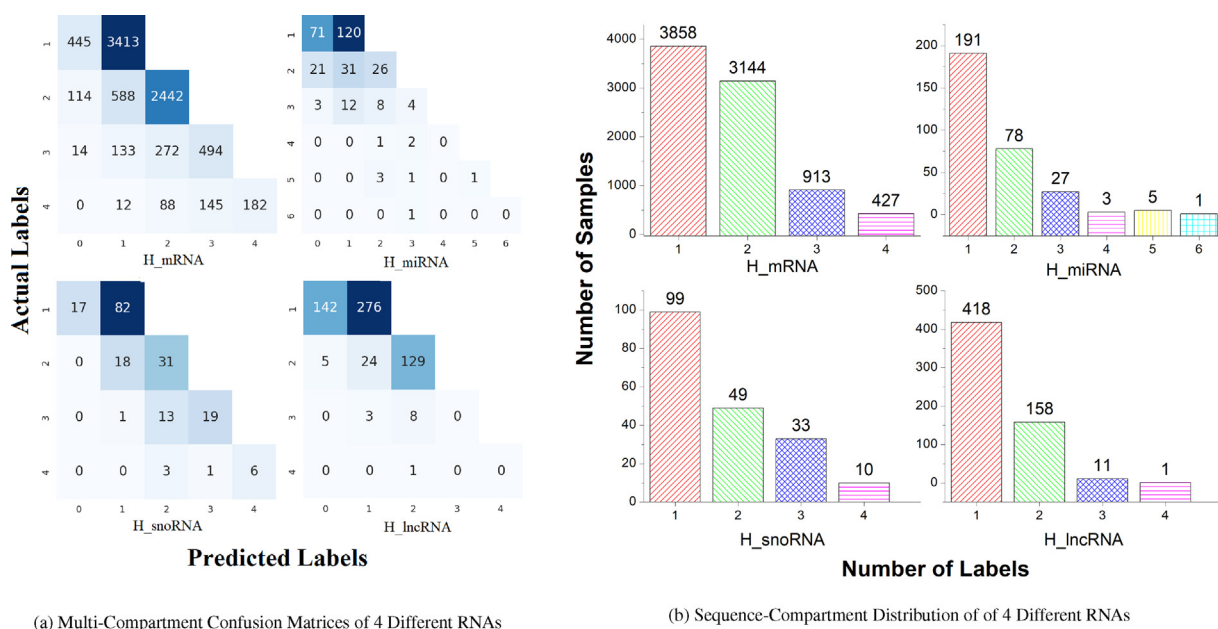 Actual Labels
1 445 3413
2 114 588 2442
3 14 133 272 494
4 0 12 88 145 182
0 1 2 3 4
H_mRNA
1 71 120
2 21 31 26
3 3 12 8 4
4 0 0 1 2 0
5 0 0 3 1 0 1
6 0 0 0 1 0 0 0
0 1 2 3 4 5 6
H_miRNA
1 17 82
2 0 18 31
3 0 1 13 19
4 0 0 3 1 6
0 1 2 3 4
H_snoRNA
1 142 276
2 5 24 129
3 0 3 8 0
4 0 0 1 0 0
0 1 2 3 4
H_lncRNA
Predicted Labels
(a) Multi-Compartment Confusion Matrices of 4 Different RNAs
Number of Samples
4000
3000
2000
1000
0
3858 3144 913 427
1 2 3 4
H_mRNA
200
150
100
50
0
191 78 27 3 5 1
1 2 3 4 5 6
H_miRNA
100
80
60
40
20
0
99 49 33 10
1 2 3 4
H_snoRNA
500
400
300
200
100
0
418 158 11 1
1 2 3 4
H_lncRNA
Number of Labels
(b) Sequence-Compartment Distribution of of 4 Different RNAs